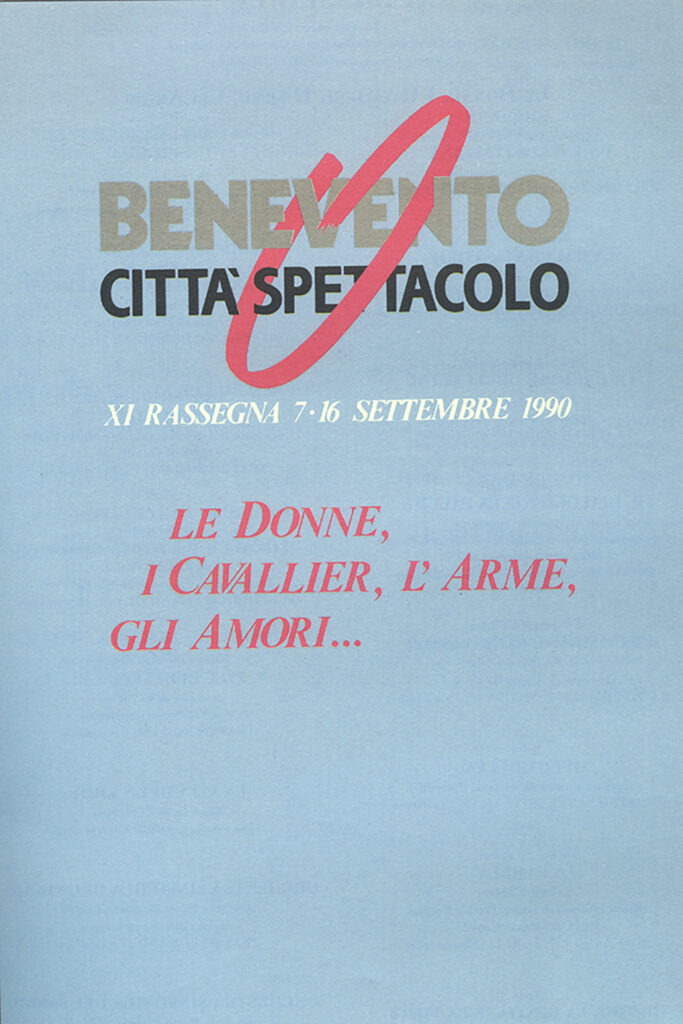 BENEVENTO
CITTÀ SPETTACOLO
XI RASSEGNA 7·16 SETTEMBRE 1990
LE DONNE,
I CAVALLIER, L' ARME,
GLI AMORI...